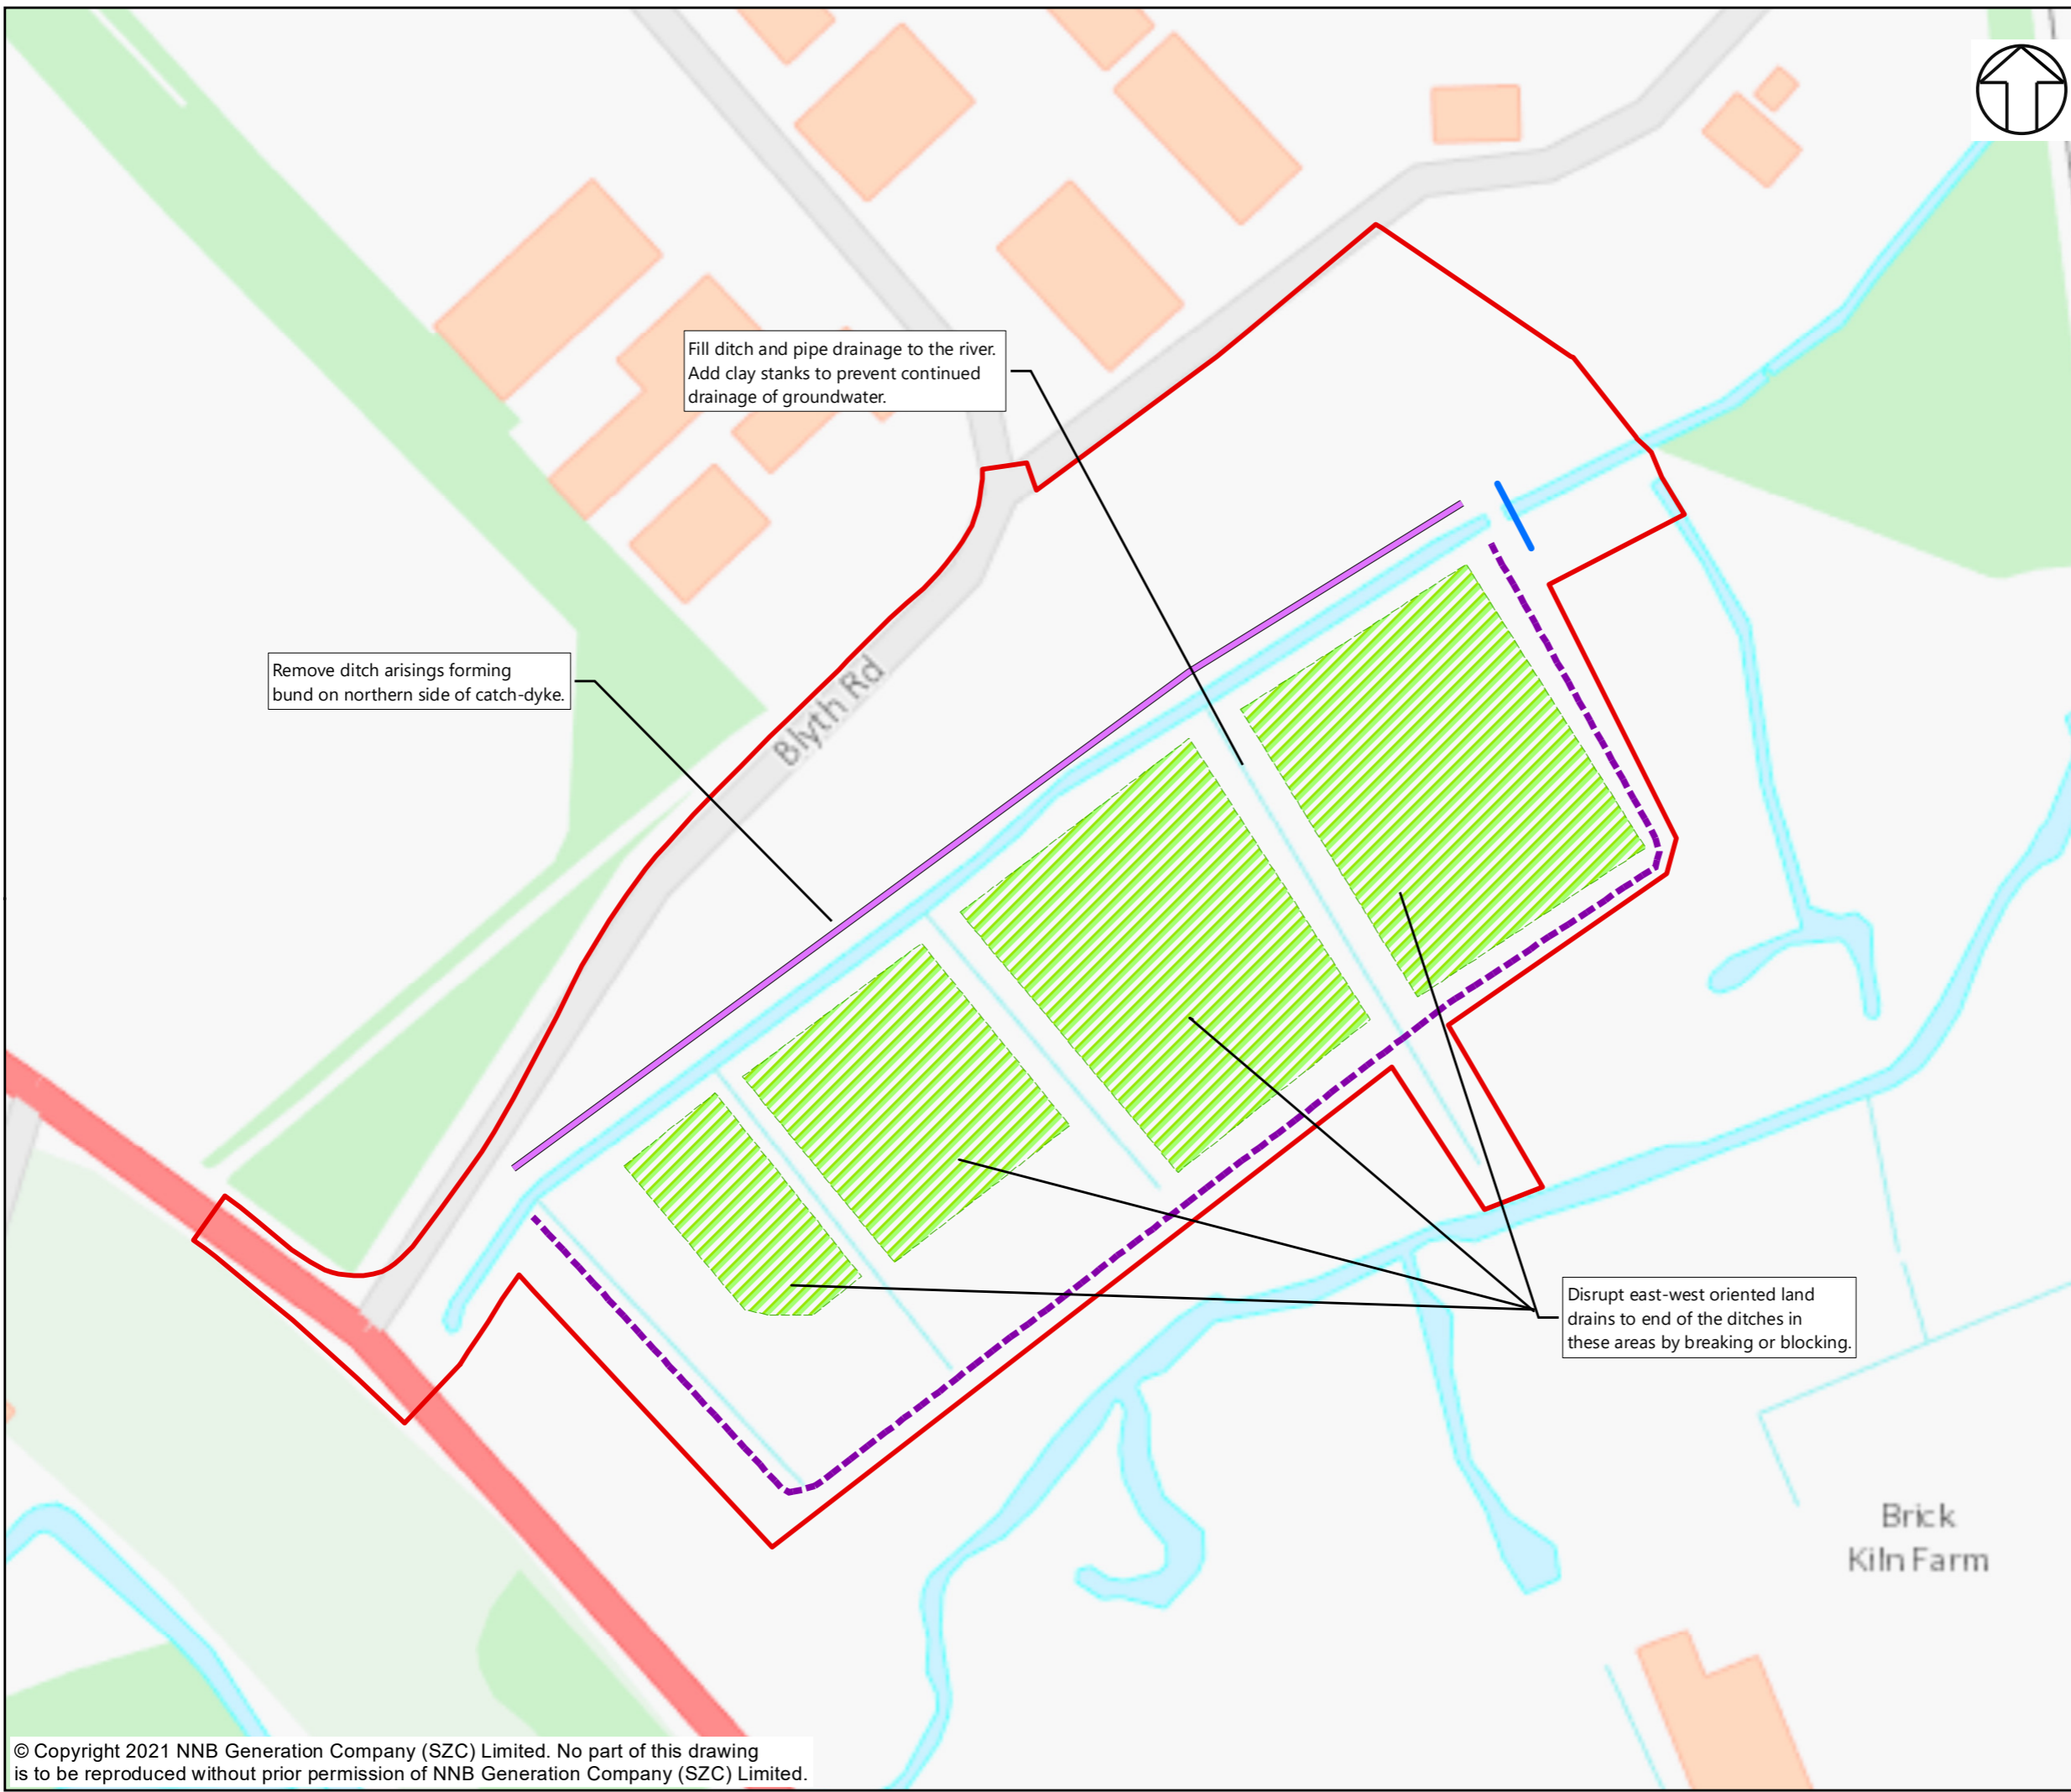 Fill ditch and pipe drainage to the river.
Add clay stanks to prevent continued
drainage of groundwater.
Remove ditch arisings forming
bund on northern side of catch-dyke.
Blyth Rd
Disrupt east-west oriented land
drains to end of the ditches in
these areas by breaking or blocking.
Brick
Kiln Farm
© Copyright 2021 NNB Generation Company (SZC) Limited. No part of this drawing
is to be reproduced without prior permission of NNB Generation Company (SZC) Limited.